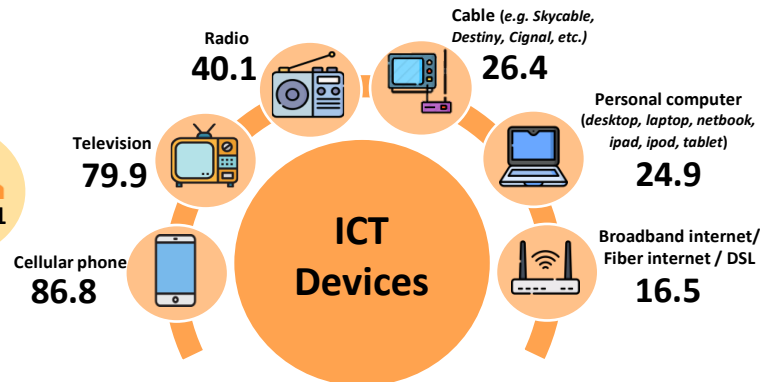 Cable (e.g. Skycable,
Destiny, Cignal, etc.)
26.4
Radio
40.1
Personal computer
(desktop, laptop, netbook,
ipad, ipod, tablet)
24.9
Television
79.9
ICT
Devices
Broadband internet/
Fiber internet / DSL
16.5
Cellular phone
86.8